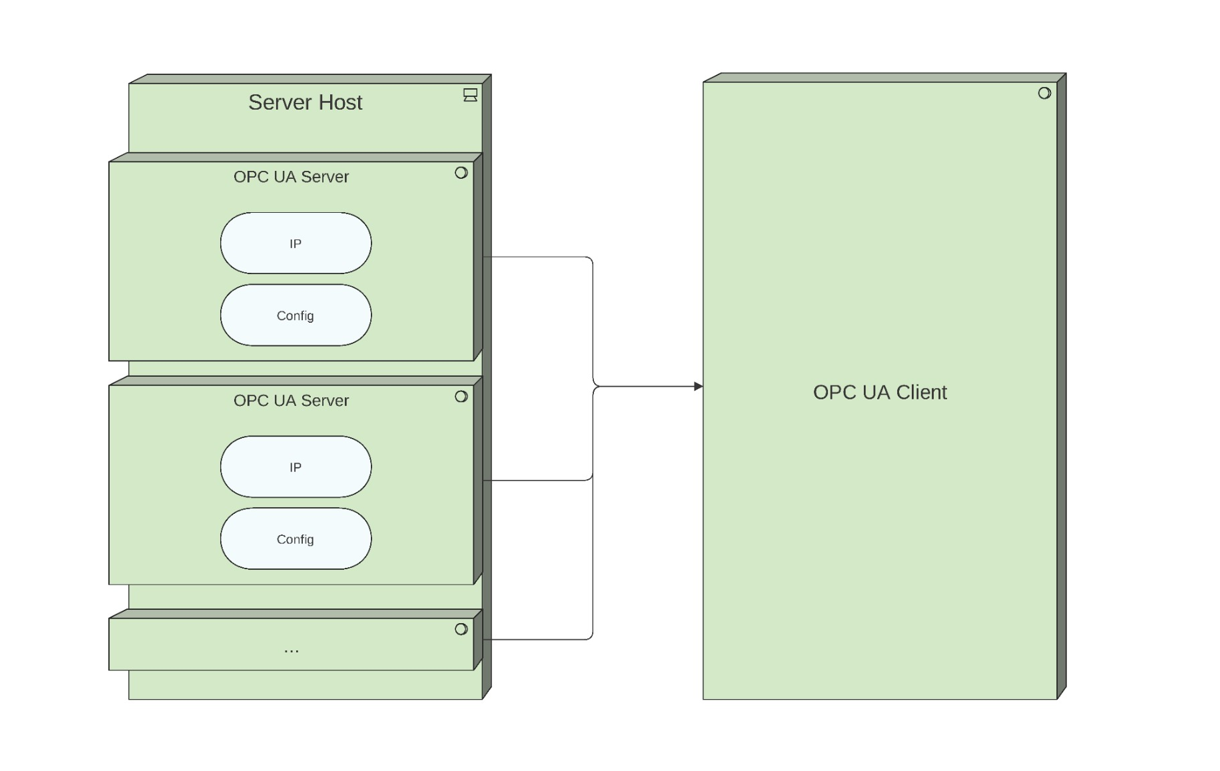 Server Host
OPC UA Server
IP
Config
OPC UA Server
IP
Config
...
OPC UA Client